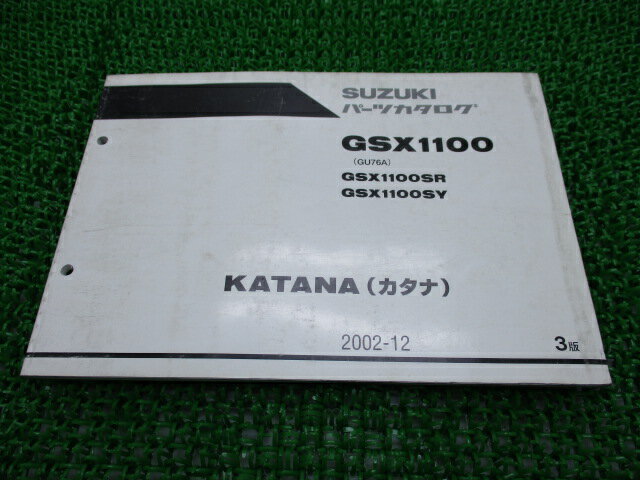 SUZUKI
パーツカタログ
GSX1100
(GU76A)
GSX1100SR
GSX1100SY
KATANA (カタナ)
2002-12
3版